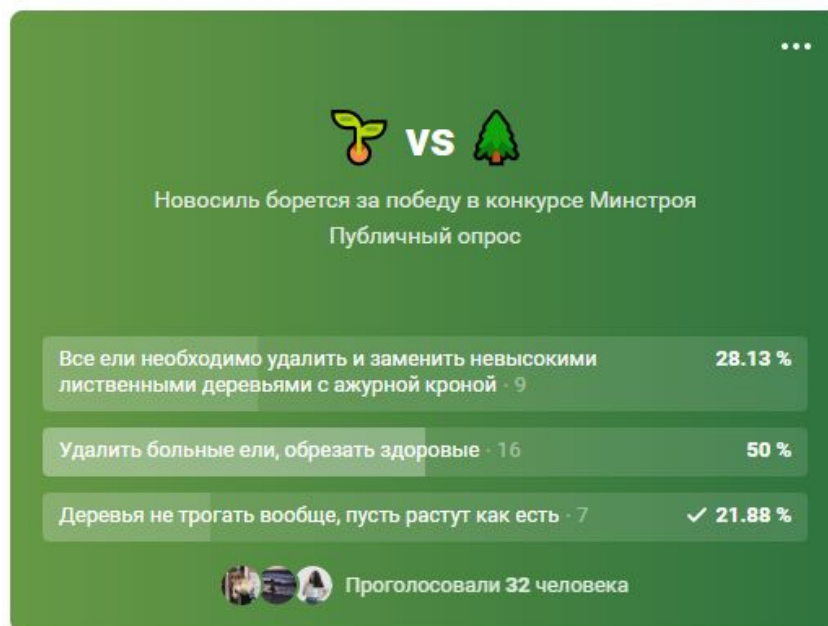 vs
Новосиль борется за победу в конкурсе Минстроя
Публичный опрос
Все ели необходимо удалить и заменить невысокими
лиственными деревьями с ажурной кроной · 9
28.13 %
Удалить больные ели, обрезать здоровые · 16
50 %
Деревья не трогать вообще, пусть растут как есть · 7
21.88 %
Проголосовали 32 человека